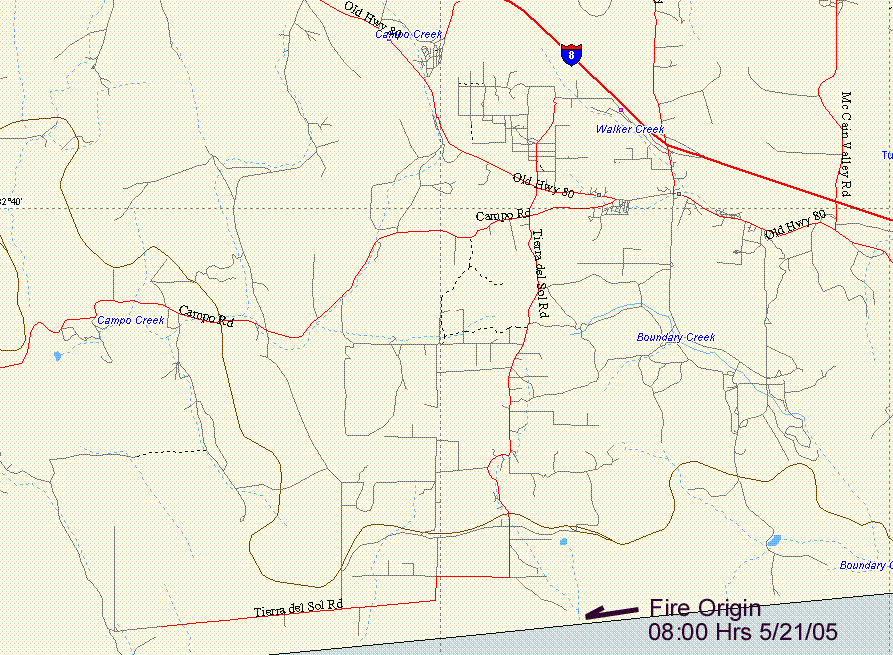 Old Hwy 80
Campo Creek
8
Mc Cain Valley Rd
Walker Creek
Tu
Old Hwy 80
32°40'
Campo Rd
Old Hwy 80
Tierra del Sol Rd
Campo Creek
Campo Rd
Boundary Creek
Boundary C
Tierra del Sol Rd
Fire Origin
08:00 Hrs 5/21/05